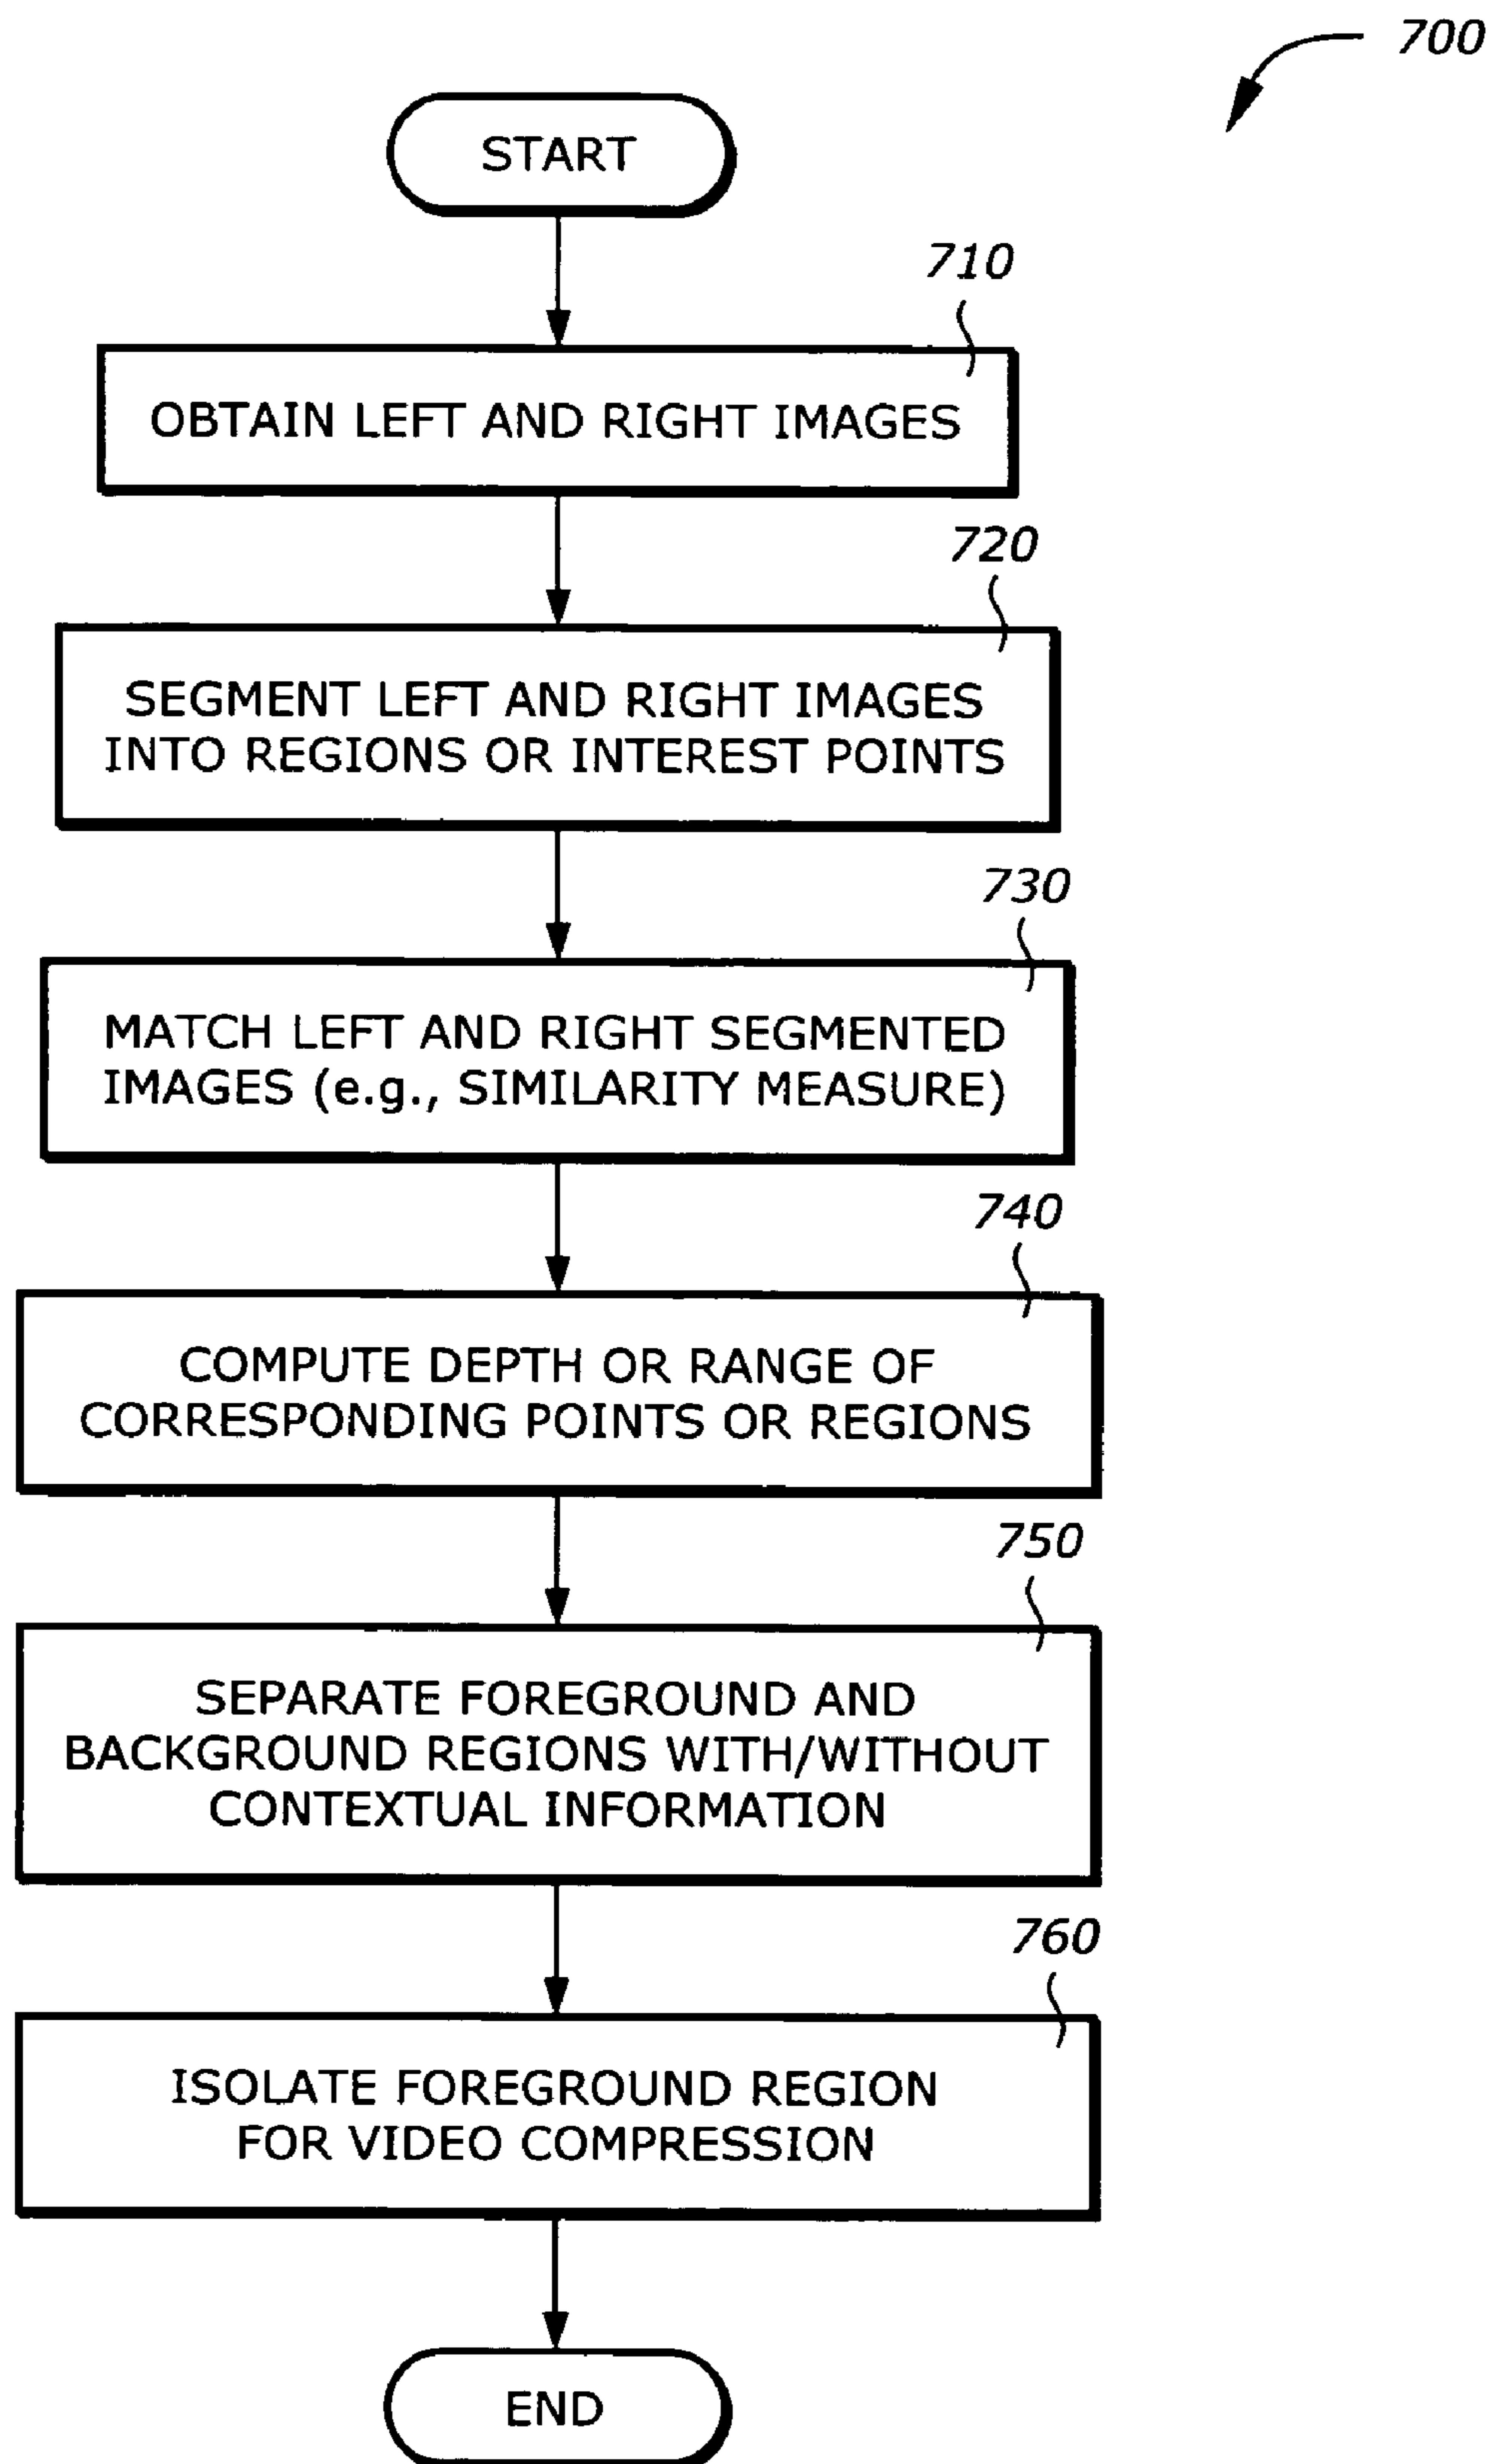 700
START
710
OBTAIN LEFT AND RIGHT IMAGES
720
SEGMENT LEFT AND RIGHT IMAGES
INTO REGIONS OR INTEREST POINTS
730
MATCH LEFT AND RIGHT SEGMENTED
IMAGES (e.g., SIMILARITY MEASURE)
740
COMPUTE DEPTH OR RANGE OF
CORRESPONDING POINTS OR REGIONS
750
SEPARATE FOREGROUND AND
BACKGROUND REGIONS WITH/WITHOUT
CONTEXTUAL INFORMATION
760
ISOLATE FOREGROUND REGION
FOR VIDEO COMPRESSION
END